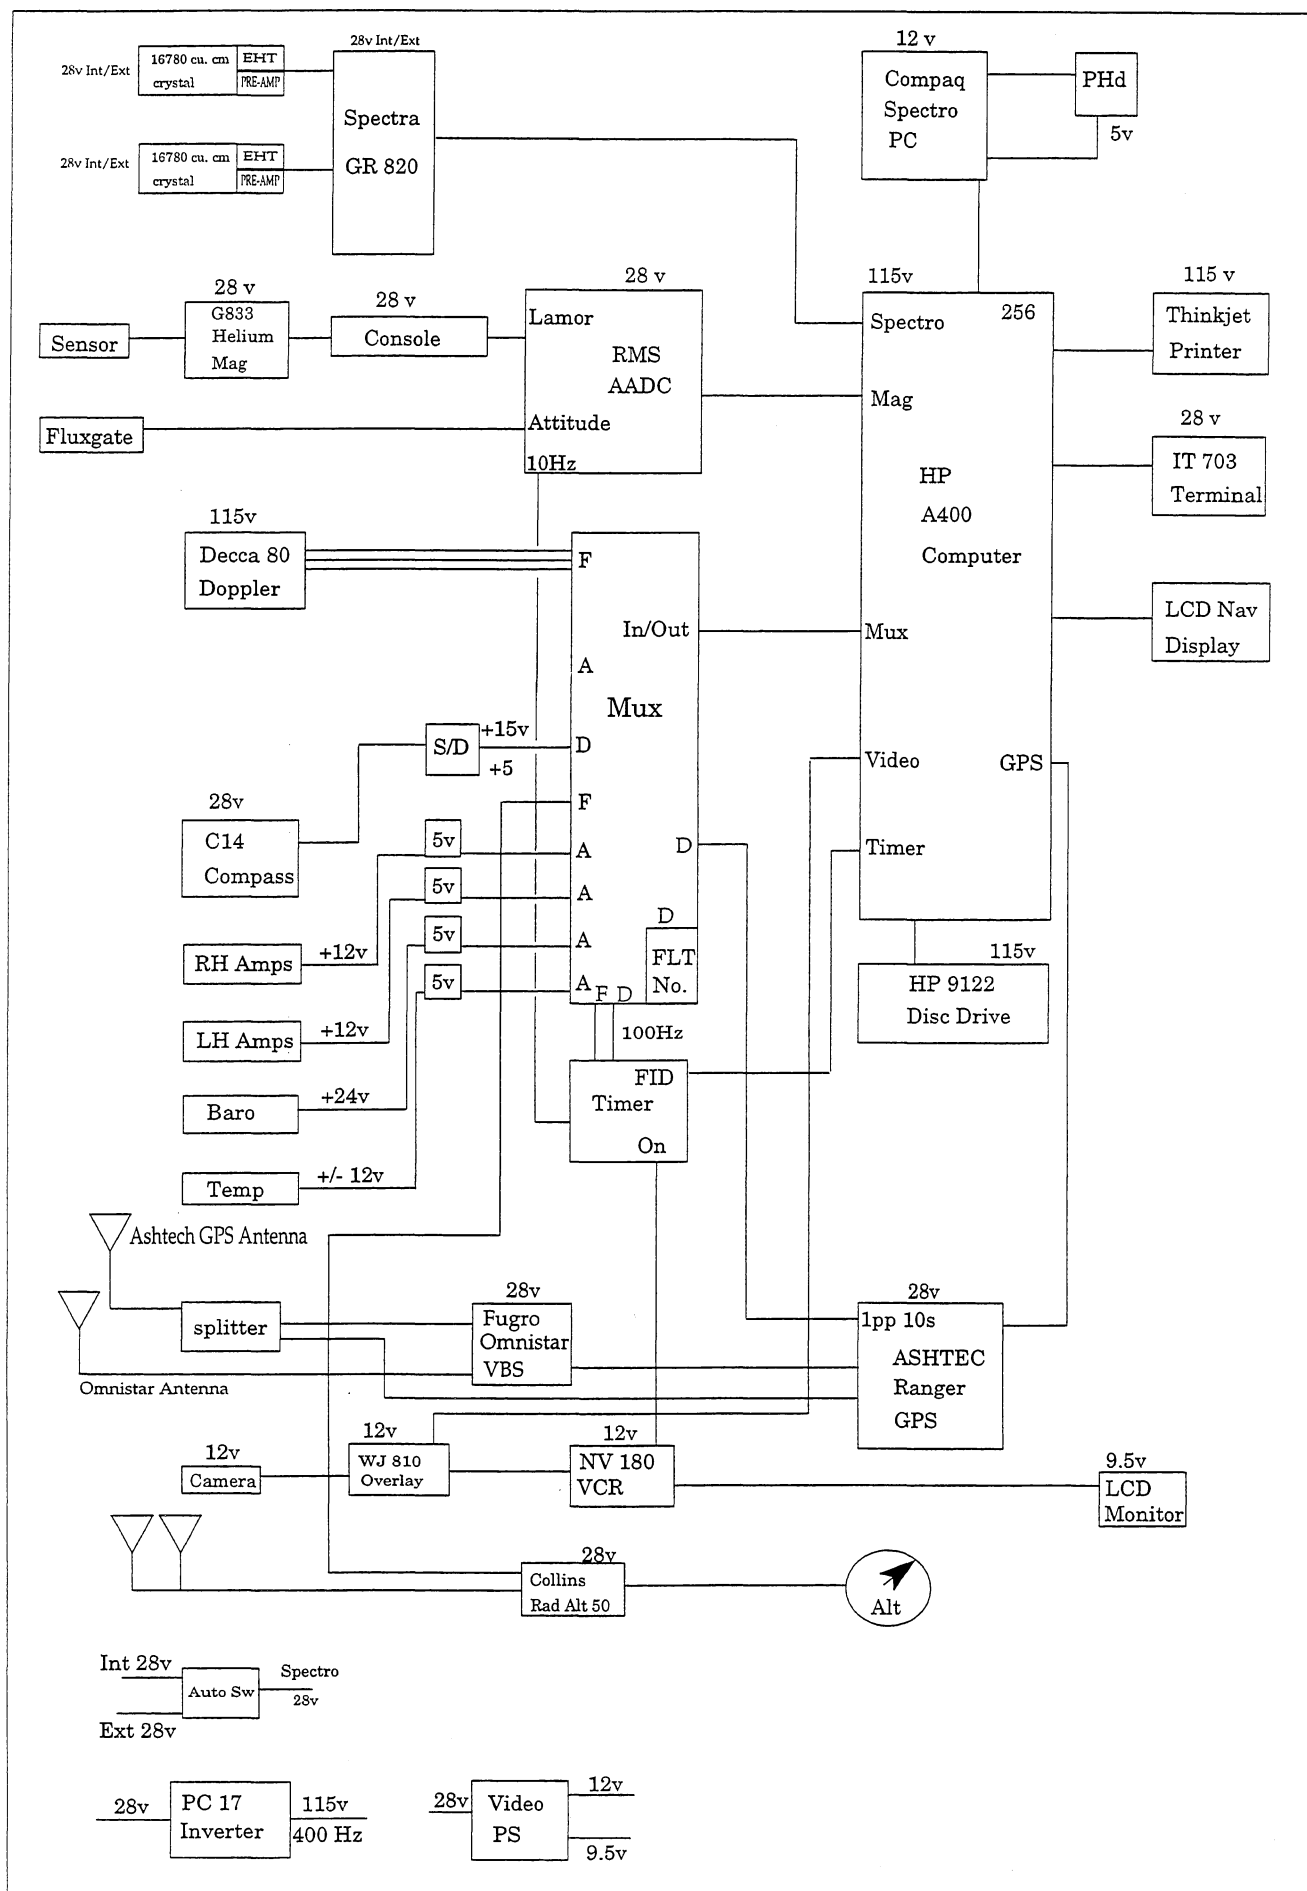 28v Int/Ext
16780 cu. cm
crystal
EHT
PRE-AMP
28v Int/Ext
16780 cu. cm
crystal
EHT
PRE-AMP
28v Int/Ext
Spectra
GR 820
12 v
Compaq
Spectro
PC
PHd
5v
Sensor
28 v
G833
Helium
Mag
28 v
Console
Fluxgate
28 v
Lamor
RMS
AADC
Attitude
10Hz
115v
Spectro
256
Mag
HP
A400
Computer
Mux
Video
GPS
Timer
115 v
Thinkjet
Printer
28 v
IT 703
Terminal
LCD Nav
Display
115v
HP 9122
Disc Drive
115v
Decca 80
Doppler
F
In/Out
A
Mux
D
F
A
D
A
A
A
D
FLT
No.
F D
100Hz
S/D
+15v
+5
28v
C14
Compass
5v
5v
5v
5v
RH Amps
+12v
LH Amps
+12v
Baro
+24v
Temp
+/- 12v
FID
Timer
On
Ashtech GPS Antenna
splitter
Omnistar Antenna
28v
Fugro
Omnistar
VBS
28v
1pp 10s
ASHTEC
Ranger
GPS
12v
Camera
12v
WJ 810
Overlay
12v
NV 180
VCR
9.5v
LCD
Monitor
28v
Collins
Rad Alt 50
Alt
Int 28v
Ext 28v
Auto Sw
Spectro
28v
28v
PC 17
Inverter
115v
400 Hz
28v
Video
PS
12v
9.5v